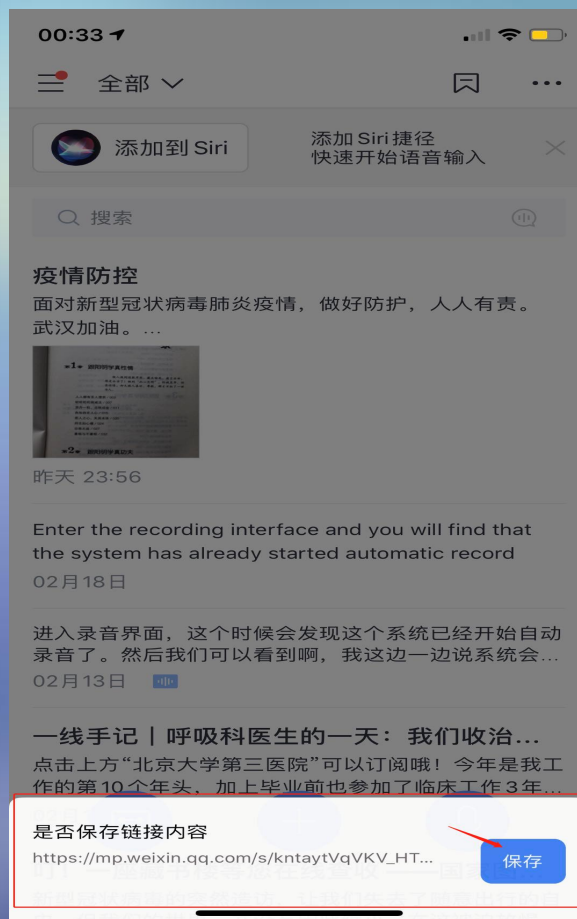 00:33
全部
添加到 Siri
添加 Siri 捷径
快速开始语音输入
搜索
疫情防控
面对新型冠状病毒肺炎疫情，做好防护，人人有责。
武汉加油。...
昨天 23:56
Enter the recording interface and you will find that
the system has already started automatic record
02月18日
进入录音界面，这个时候会发现这个系统已经开始自动
录音了。然后我们可以看到啊，我这边一边说系统会...
02月13日
一线手记丨呼吸科医生的一天：我们收治...
点击上方“北京大学第三医院”可以订阅哦！今年是我工
作的第10个年头，加上毕业前也参加了临床工作3年...
是否保存链接内容
https://mp.weixin.qq.com/s/kntaytVqVKV_HT...
保存